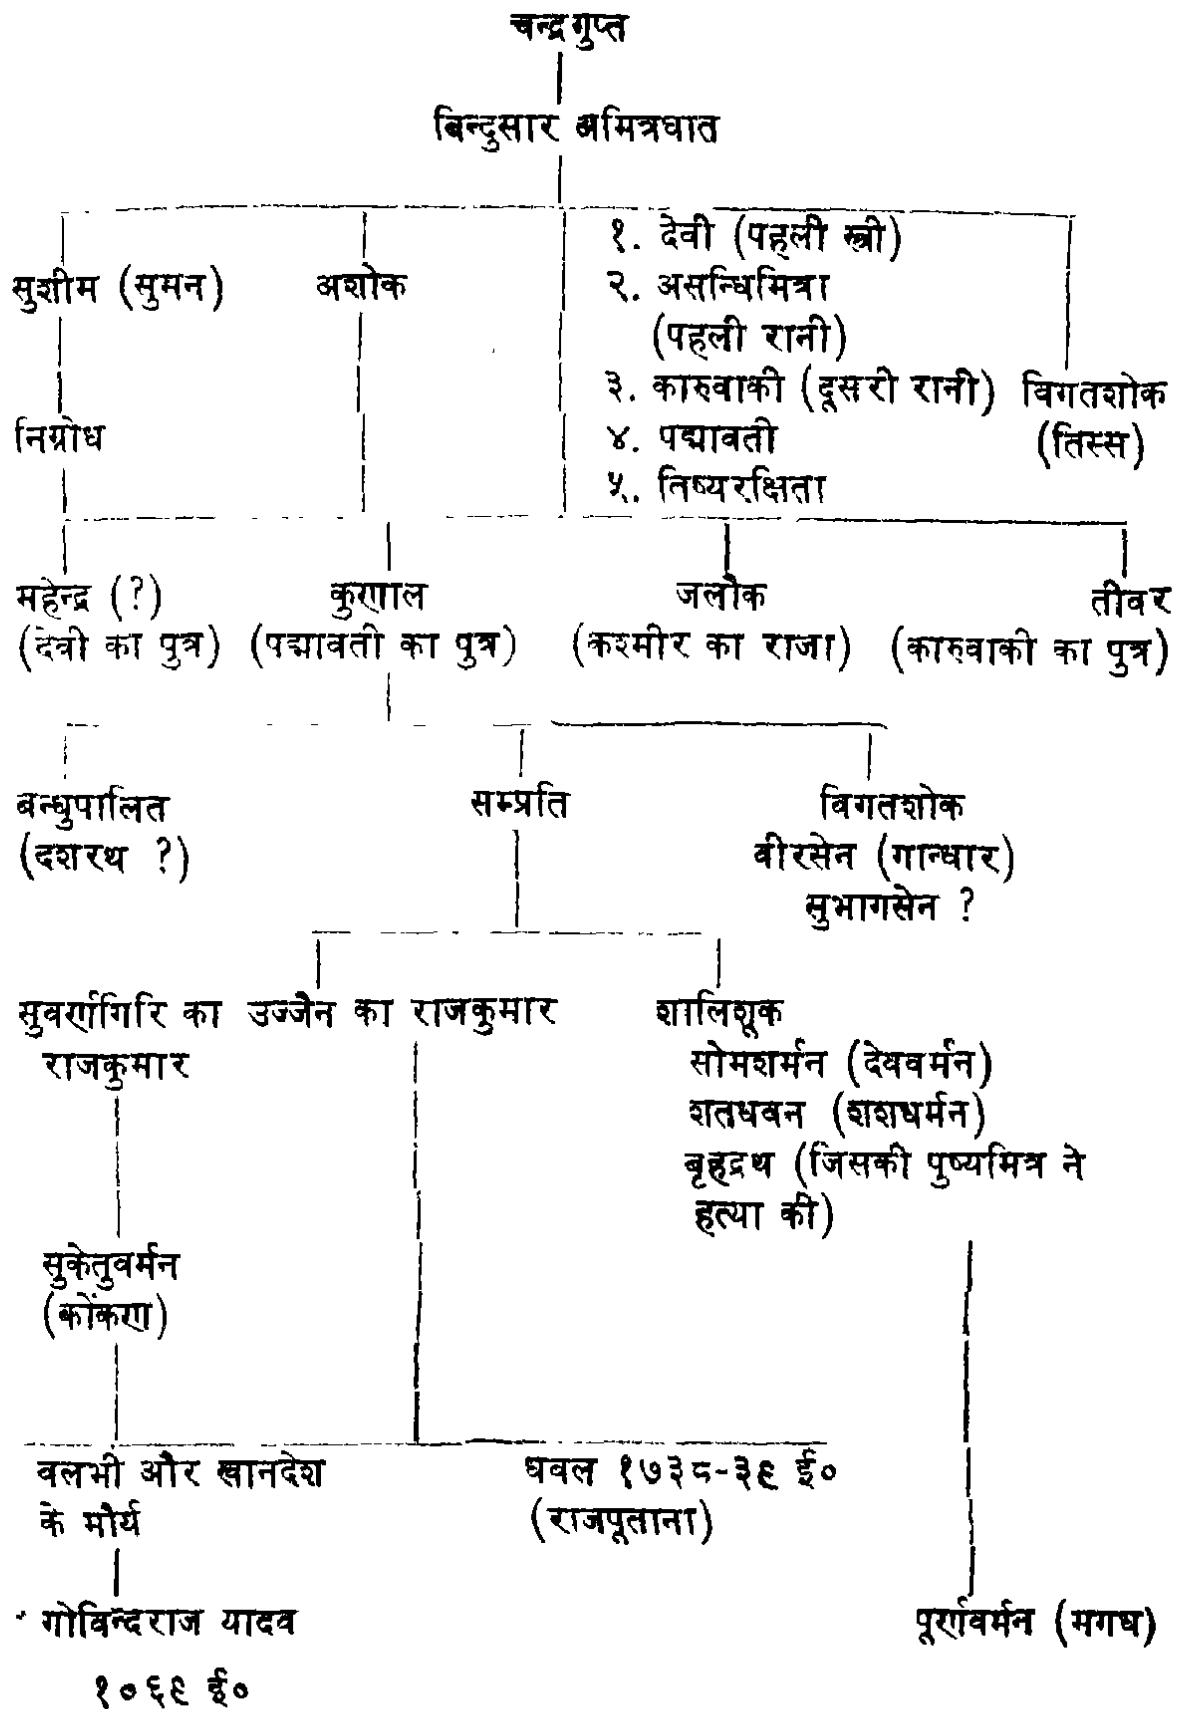 चन्द्रगुप्त
बिन्दुसार अमित्रघात
सुशीम (सुमन)
अशोक
१. देवी (पहली स्त्री)
२. असन्धिमित्रा
(पहली रानी)
३. कारुवाकी (दूसरी रानी)
४. पद्मावती
५. तिष्यरक्षिता
विगतशोक
(तिस्स)
निग्रोध
महेन्द्र (?)
(देवी का पुत्र)
कुणाल
(पद्मावती का पुत्र)
जलौक
(कश्मीर का राजा)
तीवर
(कारुवाकी का पुत्र)
बन्धुपालित
(दशरथ ?)
सम्प्रति
विगतशोक
वीरसेन (गान्धार)
सुभागसेन ?
सुवर्णगिरि का
राजकुमार
उज्जैन का राजकुमार
शालिशूक
सोमशर्मन (देववर्मन)
शतधवन (शशधर्मन)
बृहद्रथ (जिसकी पुष्यमित्र ने
हत्या की)
सुकेतुवर्मन
(कोंकण)
वलभी और खानदेश
के मौर्य
धवल १७३८-३९ ई०
(राजपूताना)
गोविन्दराज यादव
१०६९ ई०
पूर्णवर्मन (मगध)